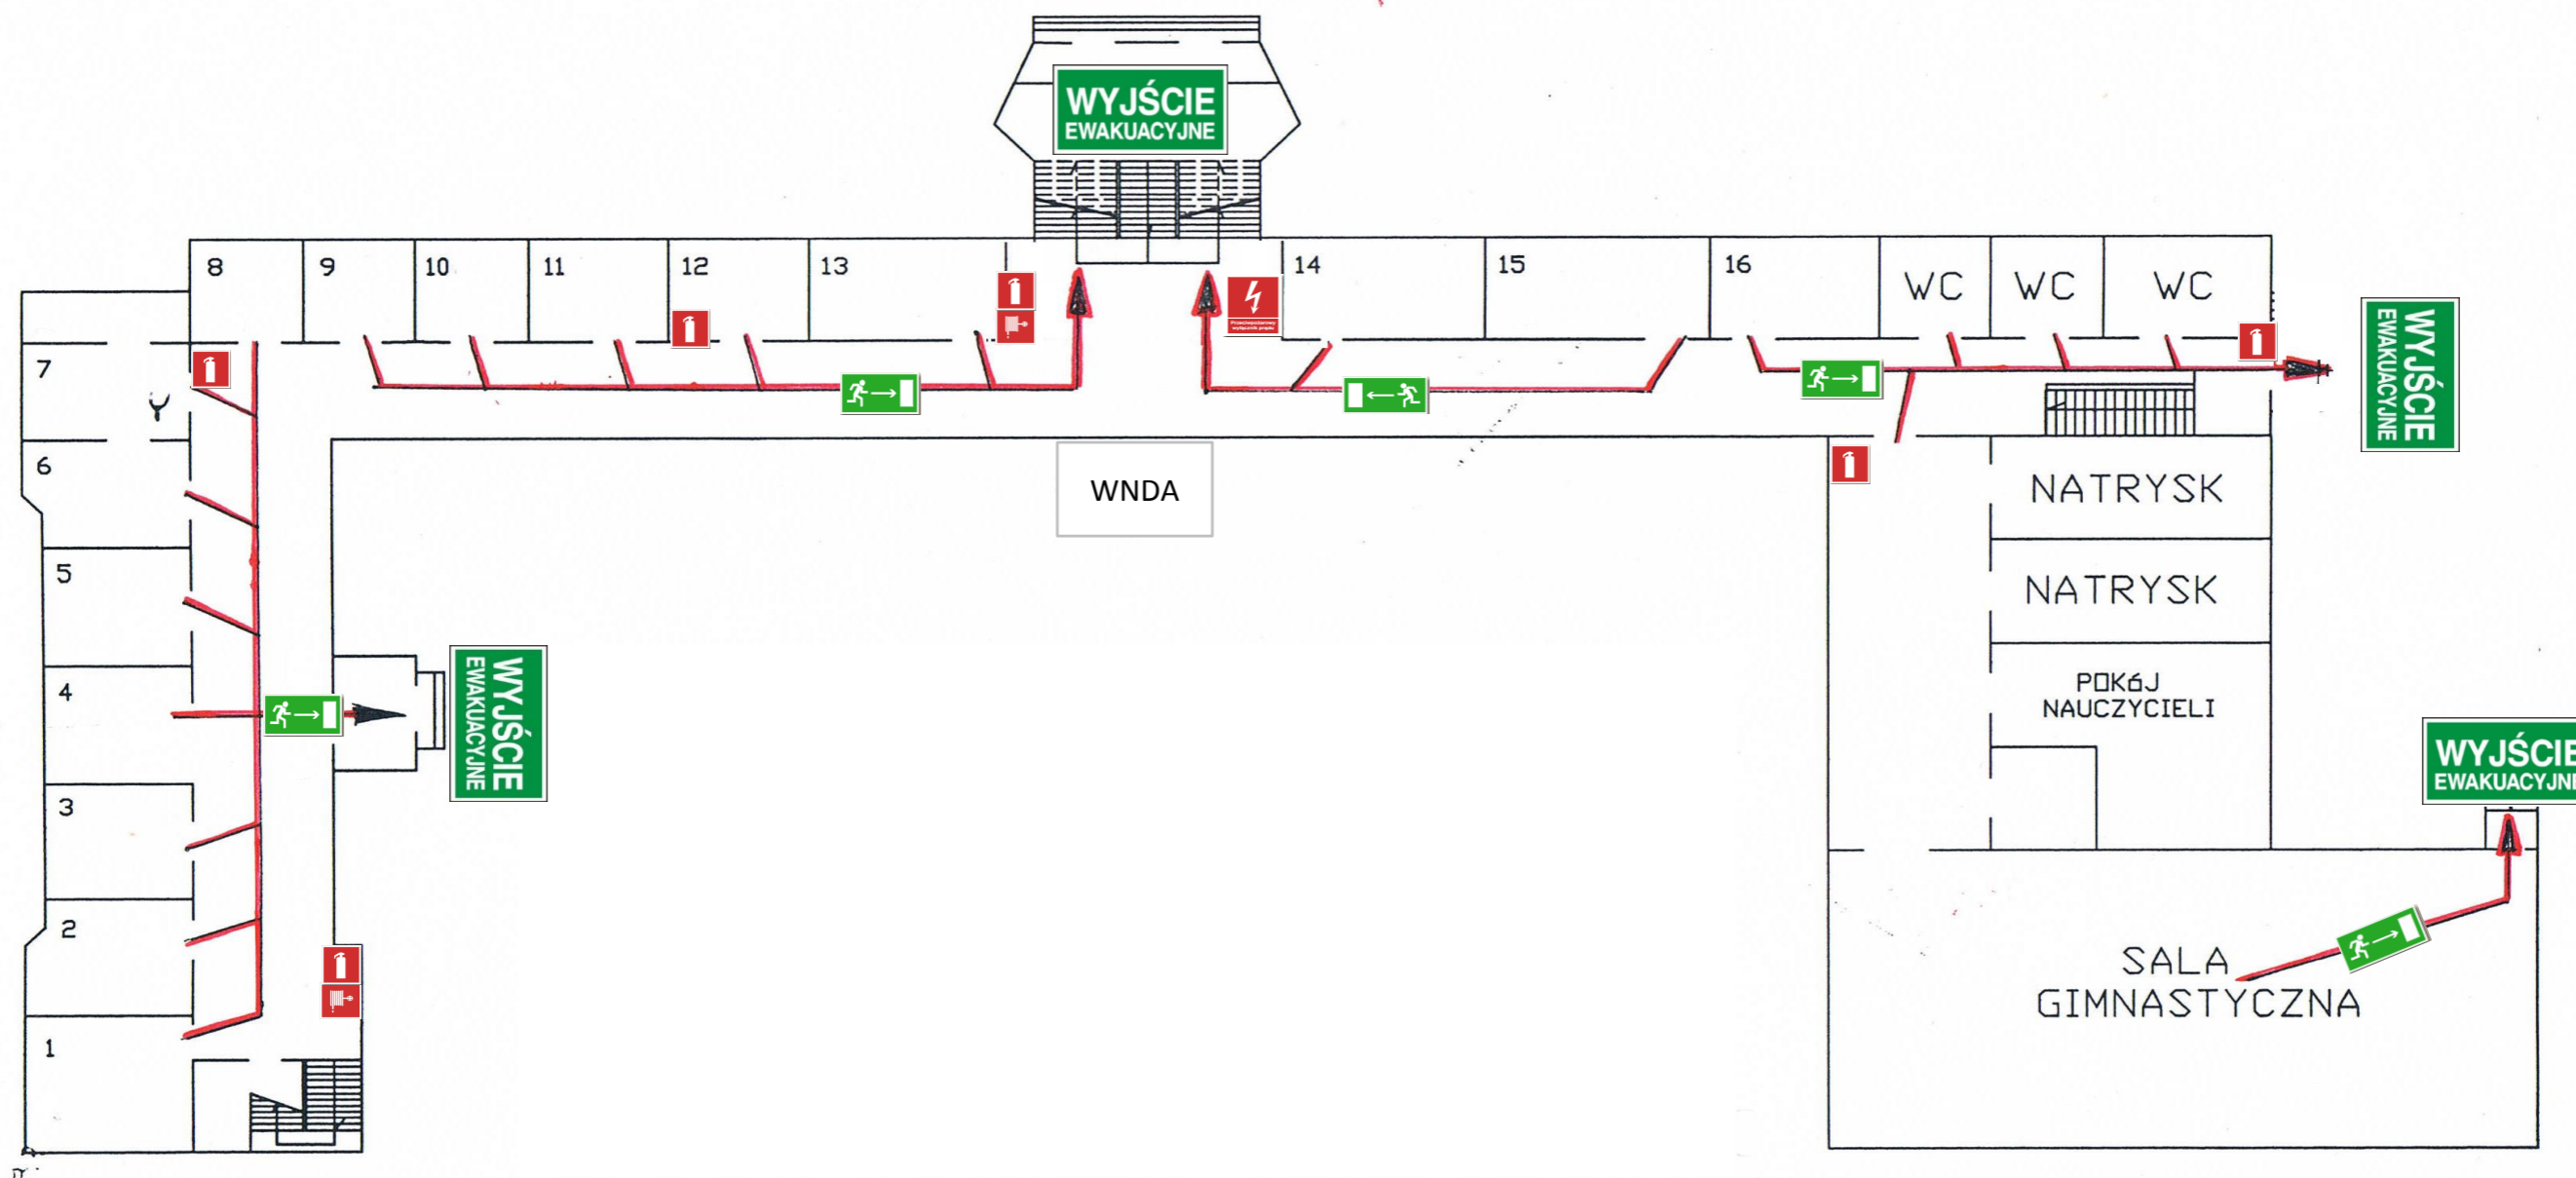 WYJŚCIE
EWAKUACYJNE
8
9
10
11
12
13
14
15
16
WC
WC
WC
WYJŚCIE
EWAKUACYJNE
7
6
5
4
3
2
1
WNDA
WYJŚCIE
EWAKUACYJNE
NATRYSK
NATRYSK
POKóJ
NAUCZYCIELI
WYJŚCIE
EWAKUACYJNE
SALA
GIMNASTYCZNA